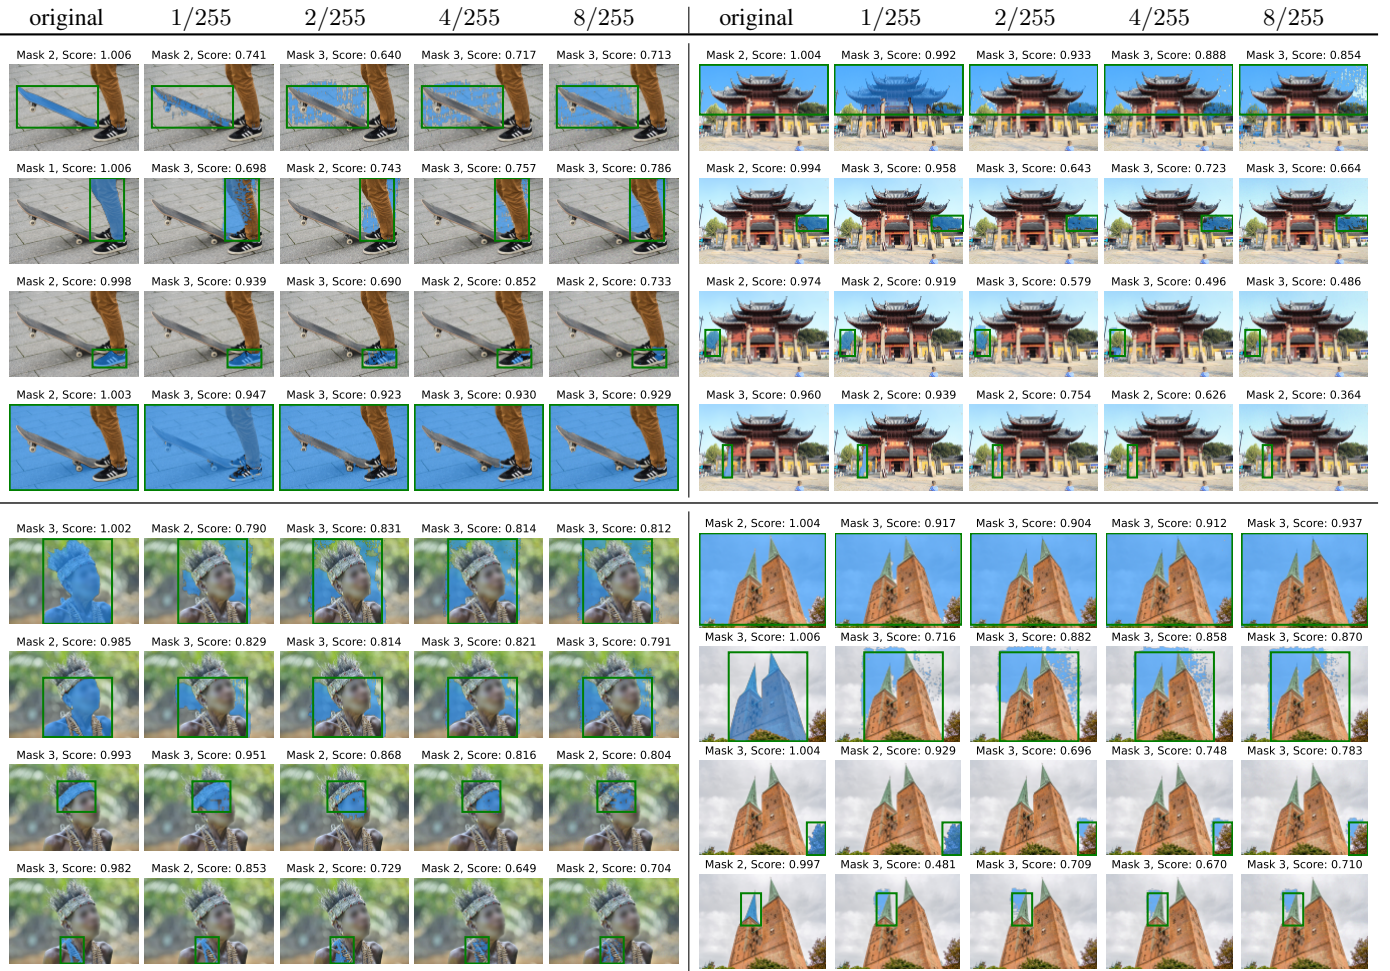 original 1/255 2/255 4/255 8/255 original 1/255 2/255 4/255 8/255
Mask 2, Score: 1.006 Mask 2, Score: 0.741 Mask 3, Score: 0.640 Mask 3, Score: 0.717 Mask 3, Score: 0.713 Mask 2, Score: 1.004 Mask 3, Score: 0.992 Mask 3, Score: 0.933 Mask 3, Score: 0.888 Mask 3, Score: 0.854
Mask 1, Score: 1.006 Mask 3, Score: 0.698 Mask 2, Score: 0.743 Mask 3, Score: 0.757 Mask 3, Score: 0.786 Mask 2, Score: 0.994 Mask 3, Score: 0.958 Mask 3, Score: 0.643 Mask 3, Score: 0.723 Mask 3, Score: 0.664
Mask 2, Score: 0.998 Mask 3, Score: 0.939 Mask 3, Score: 0.690 Mask 2, Score: 0.852 Mask 2, Score: 0.733 Mask 2, Score: 0.974 Mask 2, Score: 0.919 Mask 3, Score: 0.579 Mask 3, Score: 0.496 Mask 3, Score: 0.486
Mask 2, Score: 1.003 Mask 3, Score: 0.947 Mask 3, Score: 0.923 Mask 3, Score: 0.930 Mask 3, Score: 0.929 Mask 3, Score: 0.960 Mask 2, Score: 0.939 Mask 2, Score: 0.754 Mask 2, Score: 0.626 Mask 2, Score: 0.364
Mask 3, Score: 1.002 Mask 2, Score: 0.790 Mask 3, Score: 0.831 Mask 3, Score: 0.814 Mask 3, Score: 0.812 Mask 2, Score: 1.004 Mask 3, Score: 0.917 Mask 3, Score: 0.904 Mask 3, Score: 0.912 Mask 3, Score: 0.937
Mask 2, Score: 0.985 Mask 3, Score: 0.829 Mask 3, Score: 0.814 Mask 3, Score: 0.821 Mask 3, Score: 0.791 Mask 3, Score: 1.006 Mask 3, Score: 0.716 Mask 3, Score: 0.882 Mask 3, Score: 0.858 Mask 3, Score: 0.870
Mask 3, Score: 0.993 Mask 3, Score: 0.951 Mask 2, Score: 0.868 Mask 2, Score: 0.816 Mask 2, Score: 0.804 Mask 3, Score: 1.004 Mask 2, Score: 0.929 Mask 3, Score: 0.696 Mask 3, Score: 0.748 Mask 3, Score: 0.783
Mask 3, Score: 0.982 Mask 2, Score: 0.853 Mask 2, Score: 0.729 Mask 2, Score: 0.649 Mask 2, Score: 0.704 Mask 2, Score: 0.997 Mask 3, Score: 0.481 Mask 3, Score: 0.709 Mask 3, Score: 0.670 Mask 3, Score: 0.710